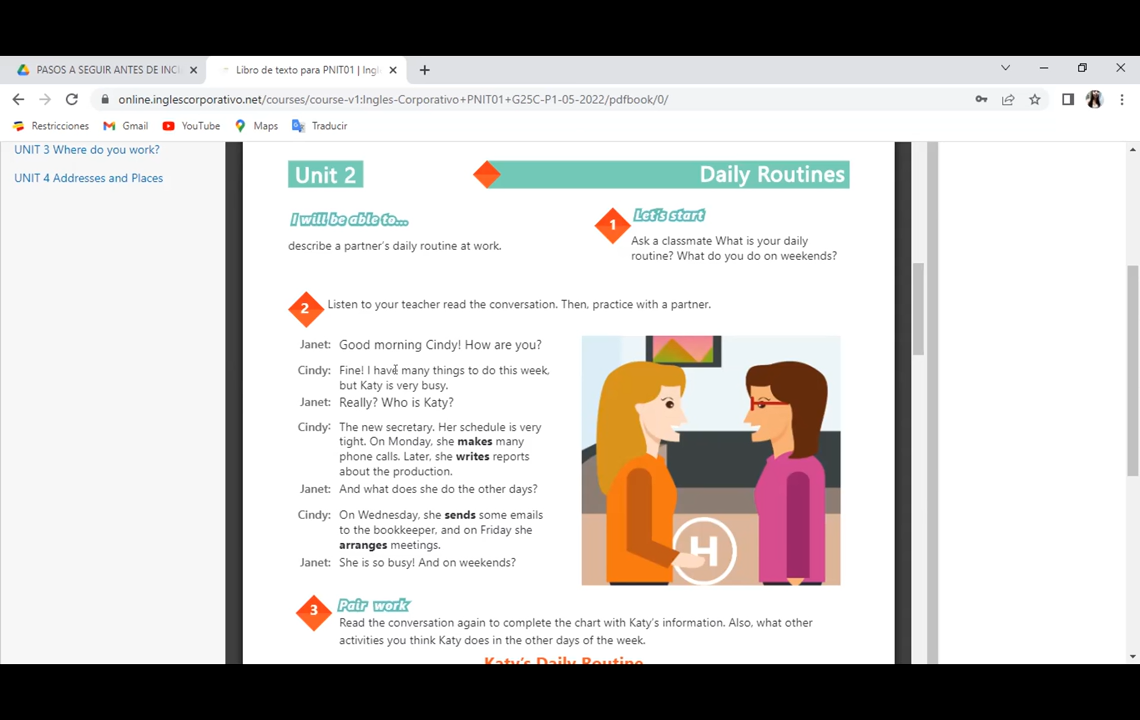 PASOS A SEGUIR ANTES DE INC
Libro de texto para PNIT01 | Ingl
online.inglescorporativo.net/courses/course-v1:Ingles-Corporativo+PNIT01+G25C-P1-05-2022/pdfbook/0/
Restricciones
Gmail
YouTube
Maps
Traducir
UNIT 3 Where do you work?
UNIT 4 Addresses and Places
Unit 2
Daily Routines
I will be able to...
describe a partner's daily routine at work.
1
Let's start
Ask a classmate What is your daily
routine? What do you do on weekends?
2
Listen to your teacher read the conversation. Then, practice with a partner.
Janet: Good morning Cindy! How are you?
Cindy: Fine! I have many things to do this week,
but Katy is very busy.
Janet: Really? Who is Katy?
Cindy: The new secretary. Her schedule is very
tight. On Monday, she makes many
phone calls. Later, she writes reports
about the production.
Janet: And what does she do the other days?
Cindy: On Wednesday, she sends some emails
to the bookkeeper, and on Friday she
arranges meetings.
Janet: She is so busy! And on weekends?
H
3
Pair work
Read the conversation again to complete the chart with Katy's information. Also, what other
activities you think Katy does in the other days of the week.
Katy's Daily Routine